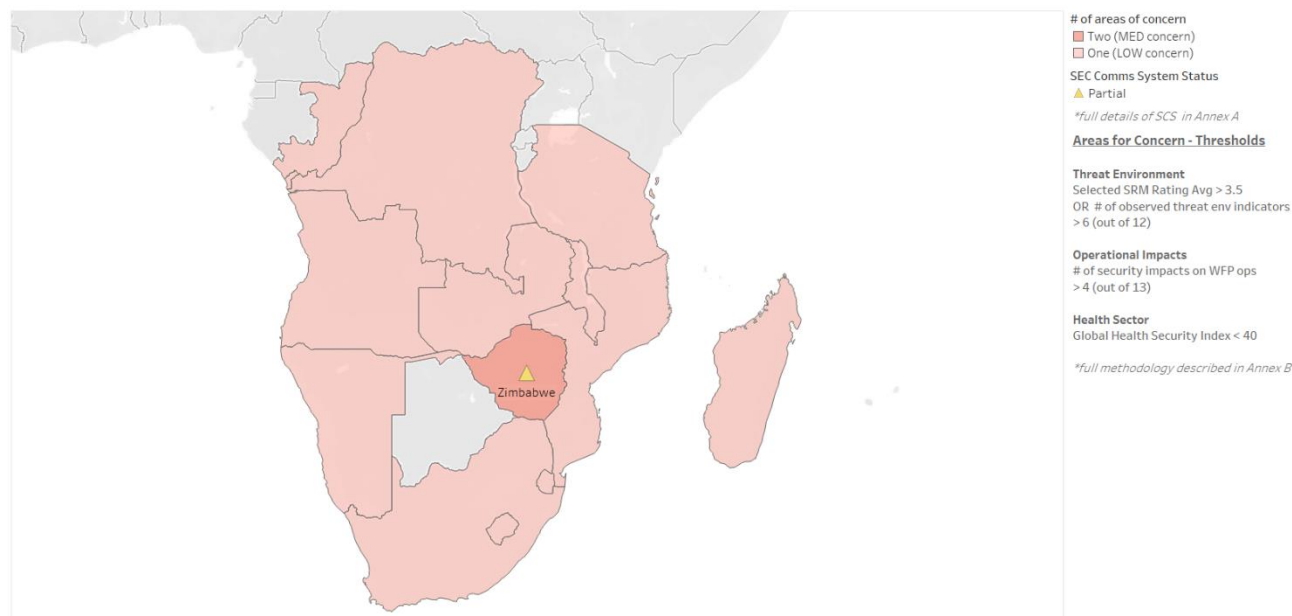 # of areas of concern
Two (MED concern)
One (LOW concern)
SEC Comms System Status
Partial
*full details of SCS in Annex A
Areas for Concern - Thresholds
Threat Environment
Selected SRM Rating Avg > 3.5
OR # of observed threat env indicators
> 6 (out of 12)
Operational Impacts
# of security impacts on WFP ops
> 4 (out of 13)
Health Sector
Global Health Security Index < 40
*full methodology described in Annex B
Zimbabwe